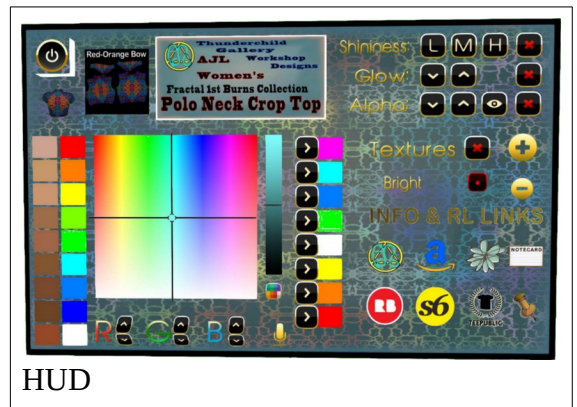 Red-Orange Bow
Thunderchild
Gallery
AJL Workshop
Designs
Women's
Fractal 1st Burns Collection
Polo Neck Crop Top
Shininess: L M H
Glow:
Alpha:
Textures
Bright
INFO & RL LINKS
a
NOTECARD
RB
s6
TEEPUBLIC
R G B
HUD